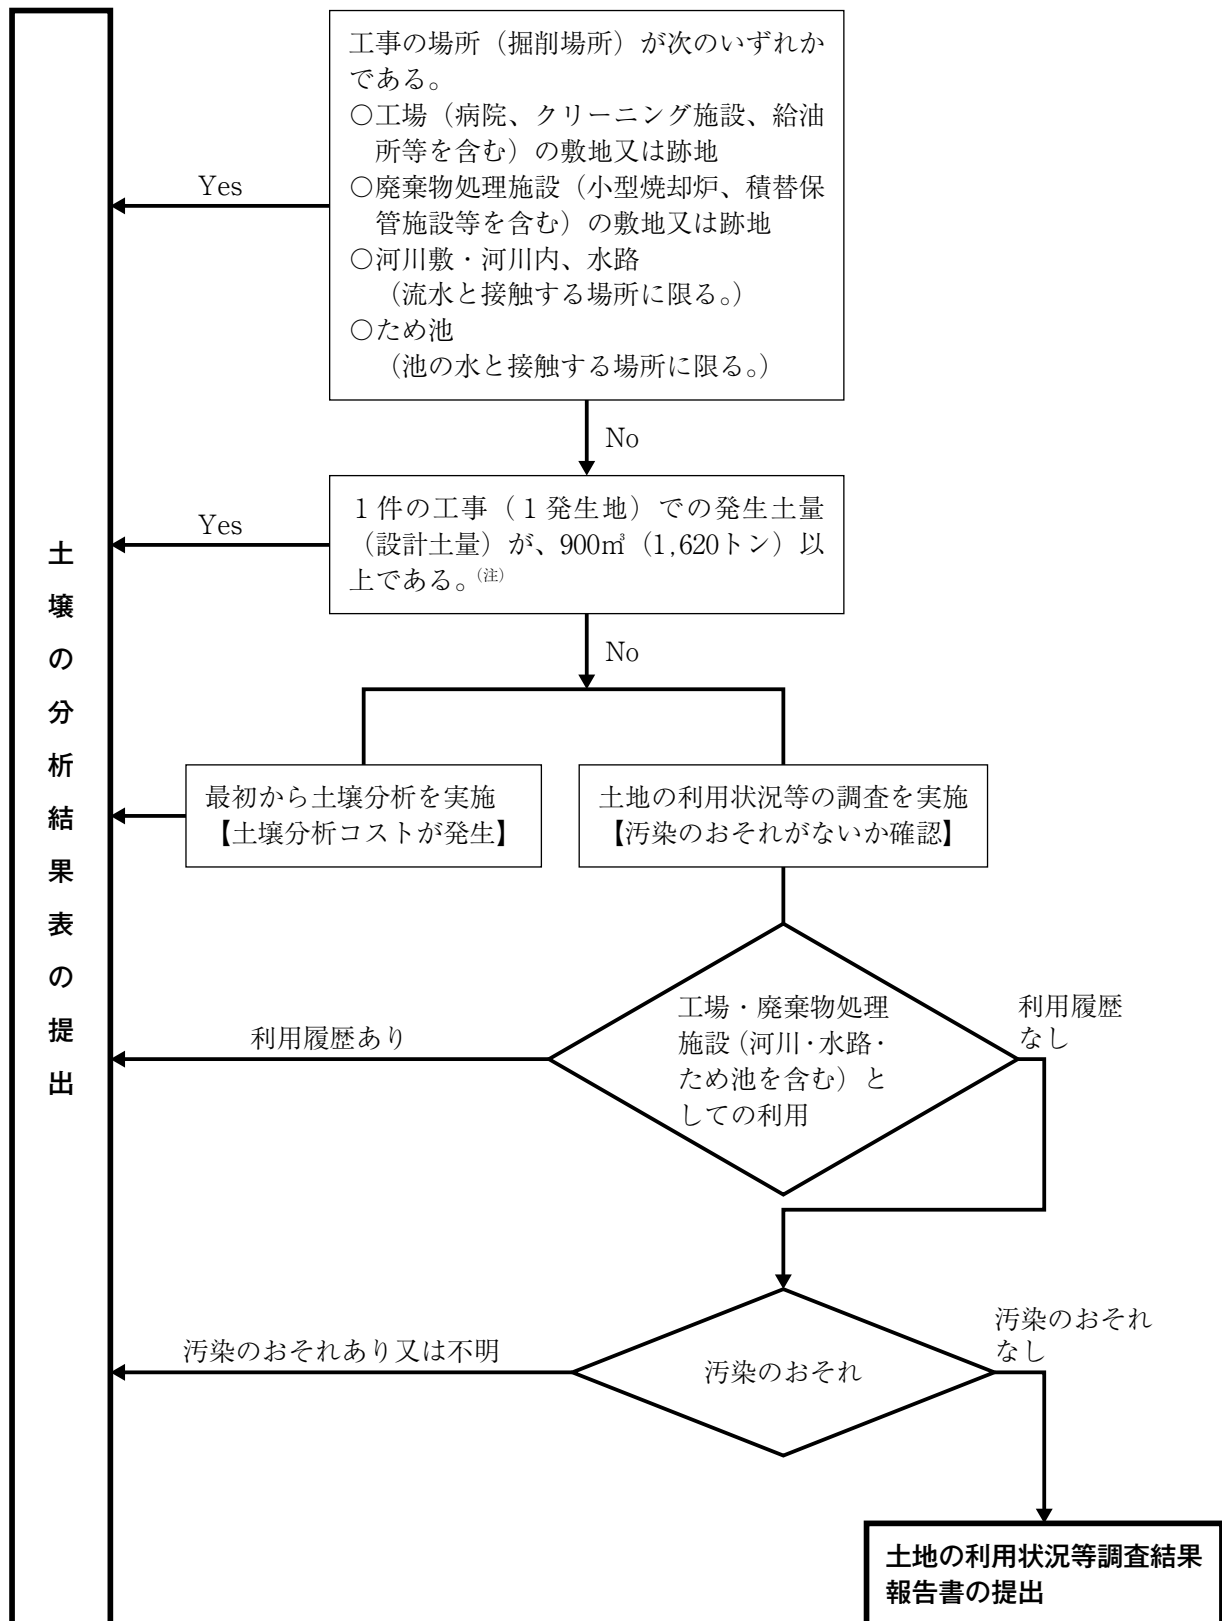 工事の場所（掘削場所）が次のいずれか
である。
○工場（病院、クリーニング施設、給油
所等を含む）の敷地又は跡地
○廃棄物処理施設（小型焼却炉、積替保
管施設等を含む）の敷地又は跡地
○河川敷・河川内、水路
（流水と接触する場所に限る。）
○ため池
（池の水と接触する場所に限る。）
Yes
No
１件の工事（１発生地）での発生土量
（設計土量）が、900㎥（1,620トン）以
上である。（注）
Yes
No
土壌の分析結果表の提出
最初から土壌分析を実施
【土壌分析コストが発生】
土地の利用状況等の調査を実施
【汚染のおそれがないか確認】
工場・廃棄物処理
施設（河川・水路・
ため池を含む）と
しての利用
利用履歴あり
利用履歴
なし
汚染のおそれ
汚染のおそれあり又は不明
汚染のおそれ
なし
土地の利用状況等調査結果
報告書の提出